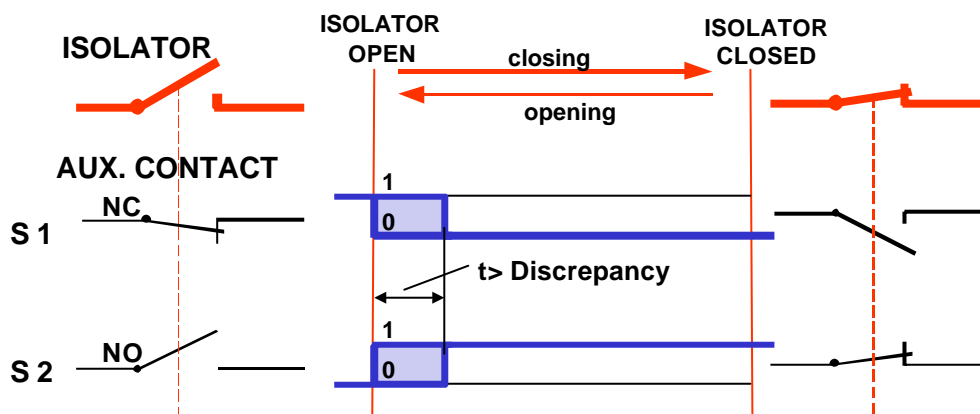 ISOLATOR
ISOLATOR
OPEN
closing
opening
ISOLATOR
CLOSED
AUX. CONTACT
S 1
NC
1
0
t> Discrepancy
S 2
NO
1
0